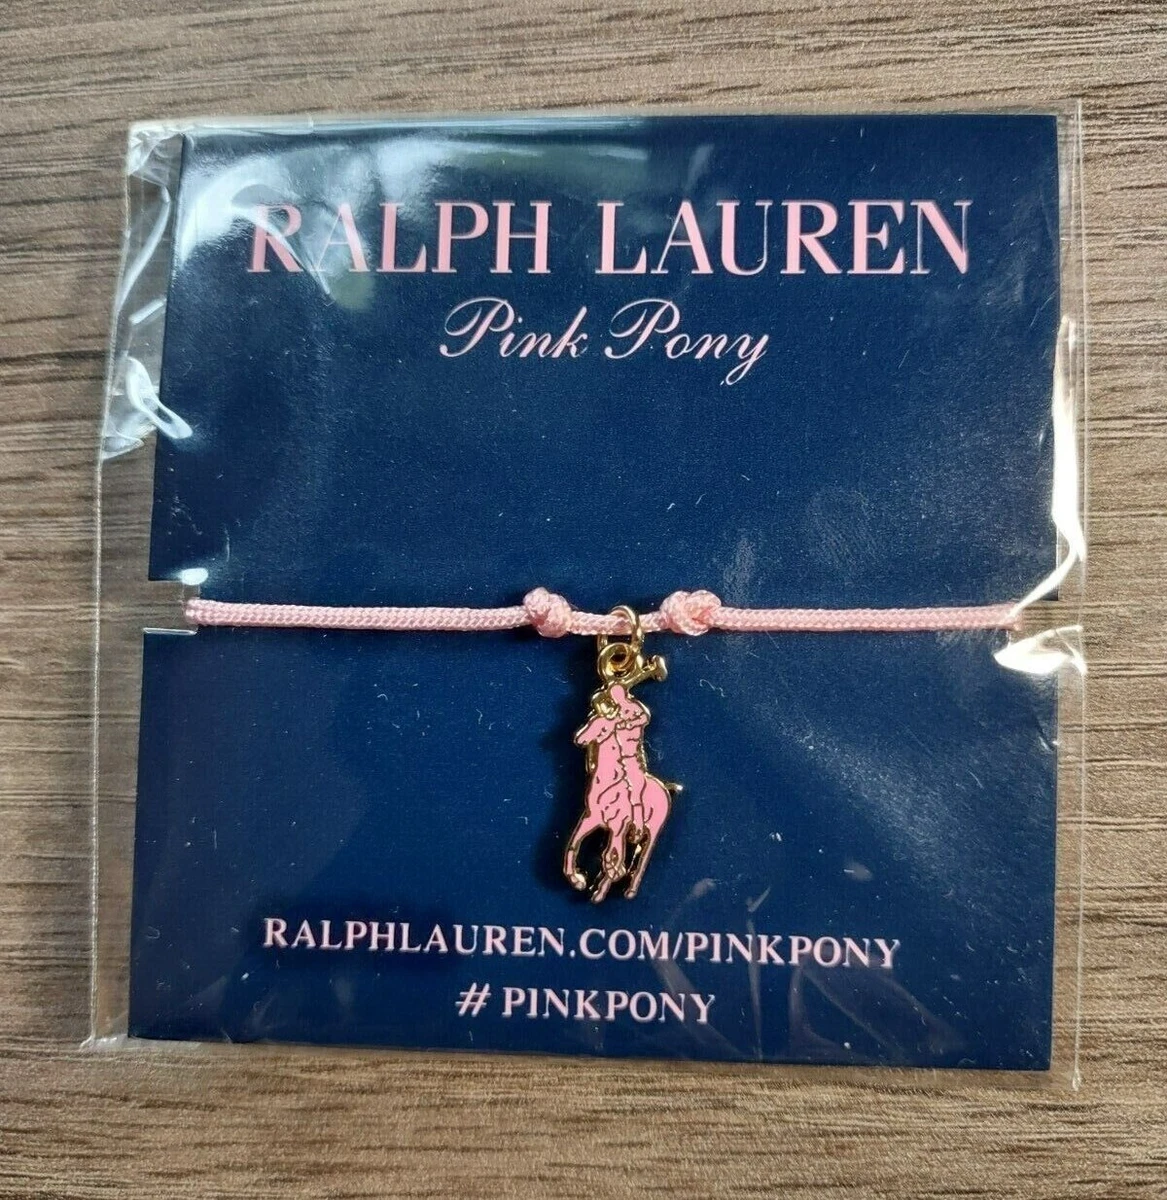 RALPH LAUREN
Pink Pony
RALPHLAUREN.COM/PINKPONY
# PINKPONY